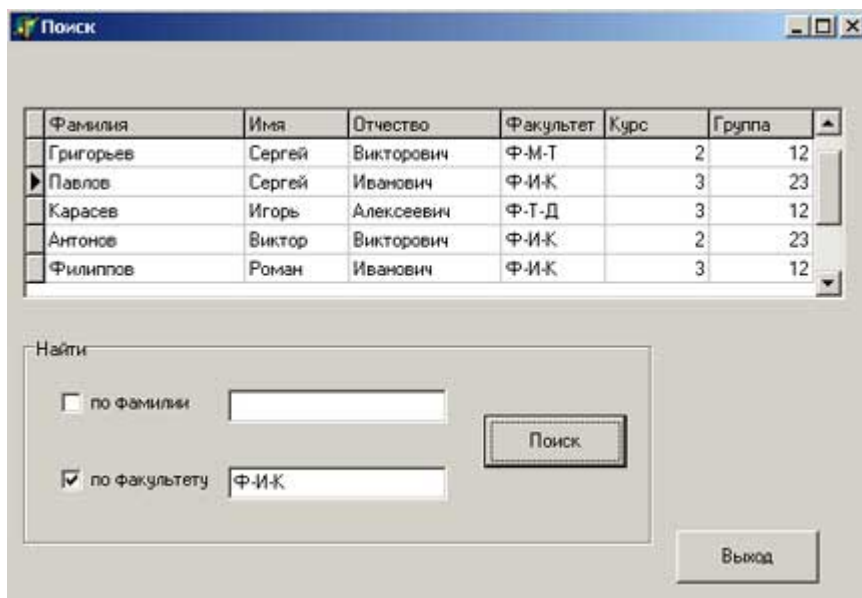 Поиск
Фамилия Имя Отчество Факультет Курс Группа
Григорьев Сергей Викторович Ф-М-Т 2 12
Павлов Сергей Иванович Ф-И-К 3 23
Карасев Игорь Алексеевич Ф-Т-Д 3 12
Антонов Виктор Викторович Ф-И-К 2 23
Филиппов Роман Иванович Ф-И-К 3 12
Найти
по фамилии
Поиск
по факультету Ф-И-К
Выход